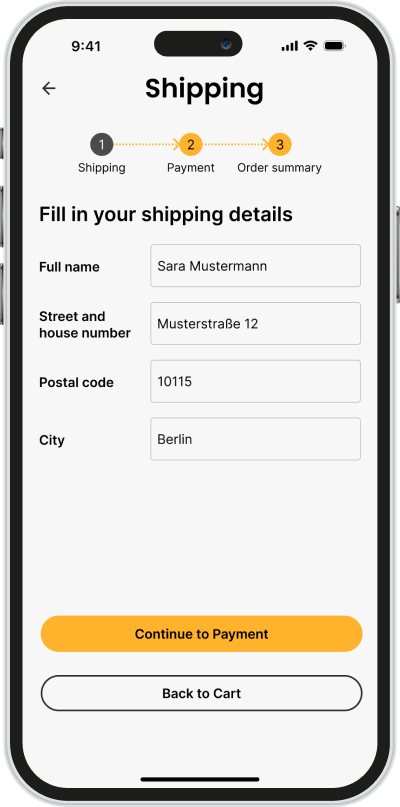 9:41
Shipping
1 2 3
Shipping Payment Order summary
Fill in your shipping details
Full name Sara Mustermann
Street and
house number Musterstraße 12
Postal code 10115
City Berlin
Continue to Payment
Back to Cart